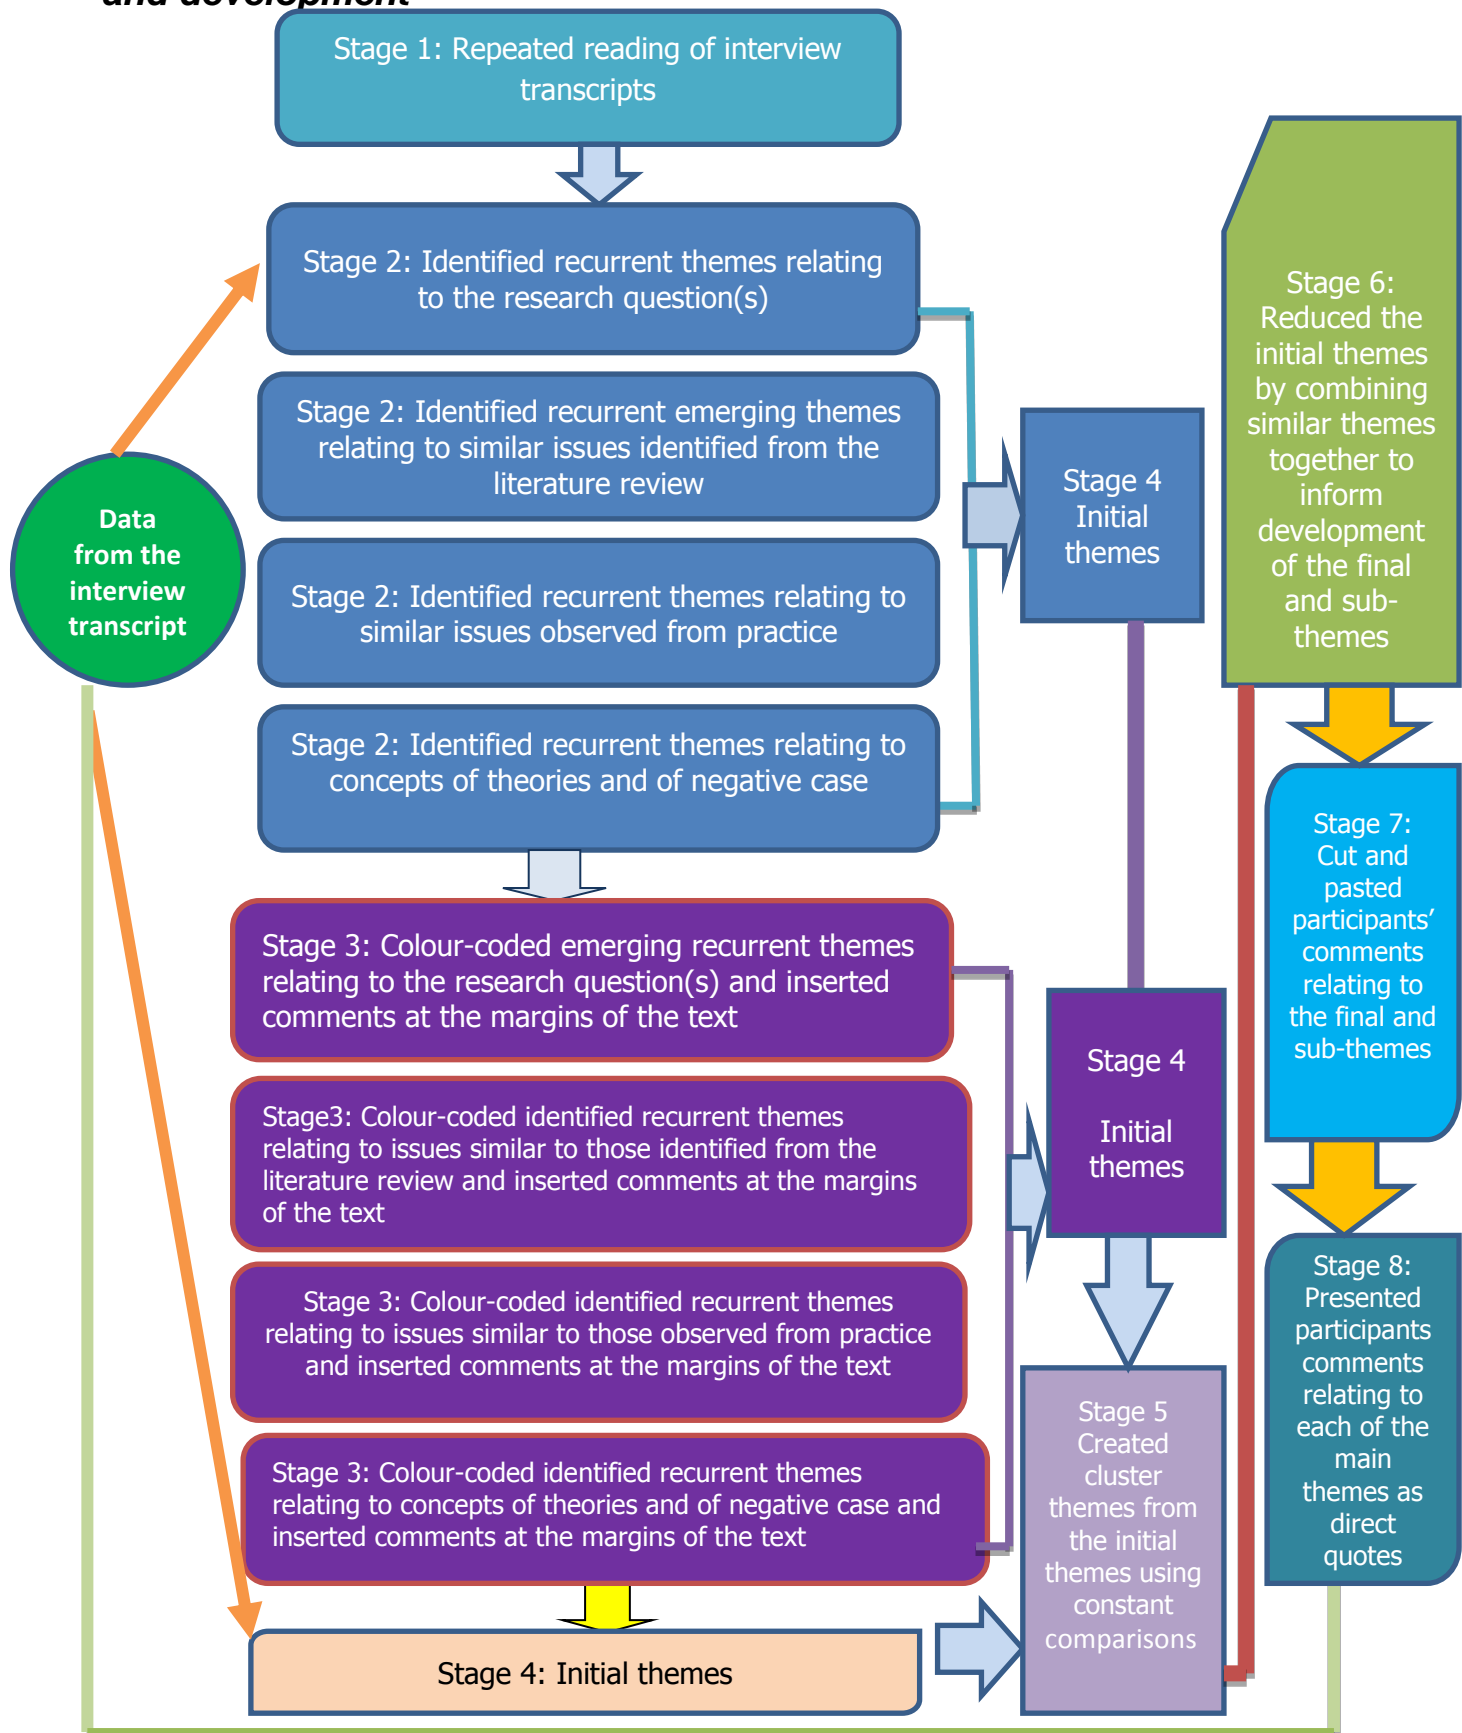 and development
Stage 1: Repeated reading of interview
transcripts
Stage 2: Identified recurrent themes relating
to the research question(s)
Stage 2: Identified recurrent emerging themes
relating to similar issues identified from the
literature review
Stage 2: Identified recurrent themes relating to
similar issues observed from practice
Stage 2: Identified recurrent themes relating to
concepts of theories and of negative case
Data
from the
interview
transcript
Stage 3: Colour-coded emerging recurrent themes
relating to the research question(s) and inserted
comments at the margins of the text
Stage3: Colour-coded identified recurrent themes
relating to issues similar to those identified from the
literature review and inserted comments at the margins
of the text
Stage 3: Colour-coded identified recurrent themes
relating to issues similar to those observed from practice
and inserted comments at the margins of the text
Stage 3: Colour-coded identified recurrent themes
relating to concepts of theories and of negative case and
inserted comments at the margins of the text
Stage 4: Initial themes
Stage 4
Initial
themes
Stage 4
Initial
themes
Stage 5
Created
cluster
themes from
the initial
themes using
constant
comparisons
Stage 6:
Reduced the
initial themes
by combining
similar themes
together to
inform
development
of the final
and sub-
themes
Stage 7:
Cut and
pasted
participants’
comments
relating to
the final and
sub-themes
Stage 8:
Presented
participants
comments
relating to
each of the
main
themes as
direct
quotes